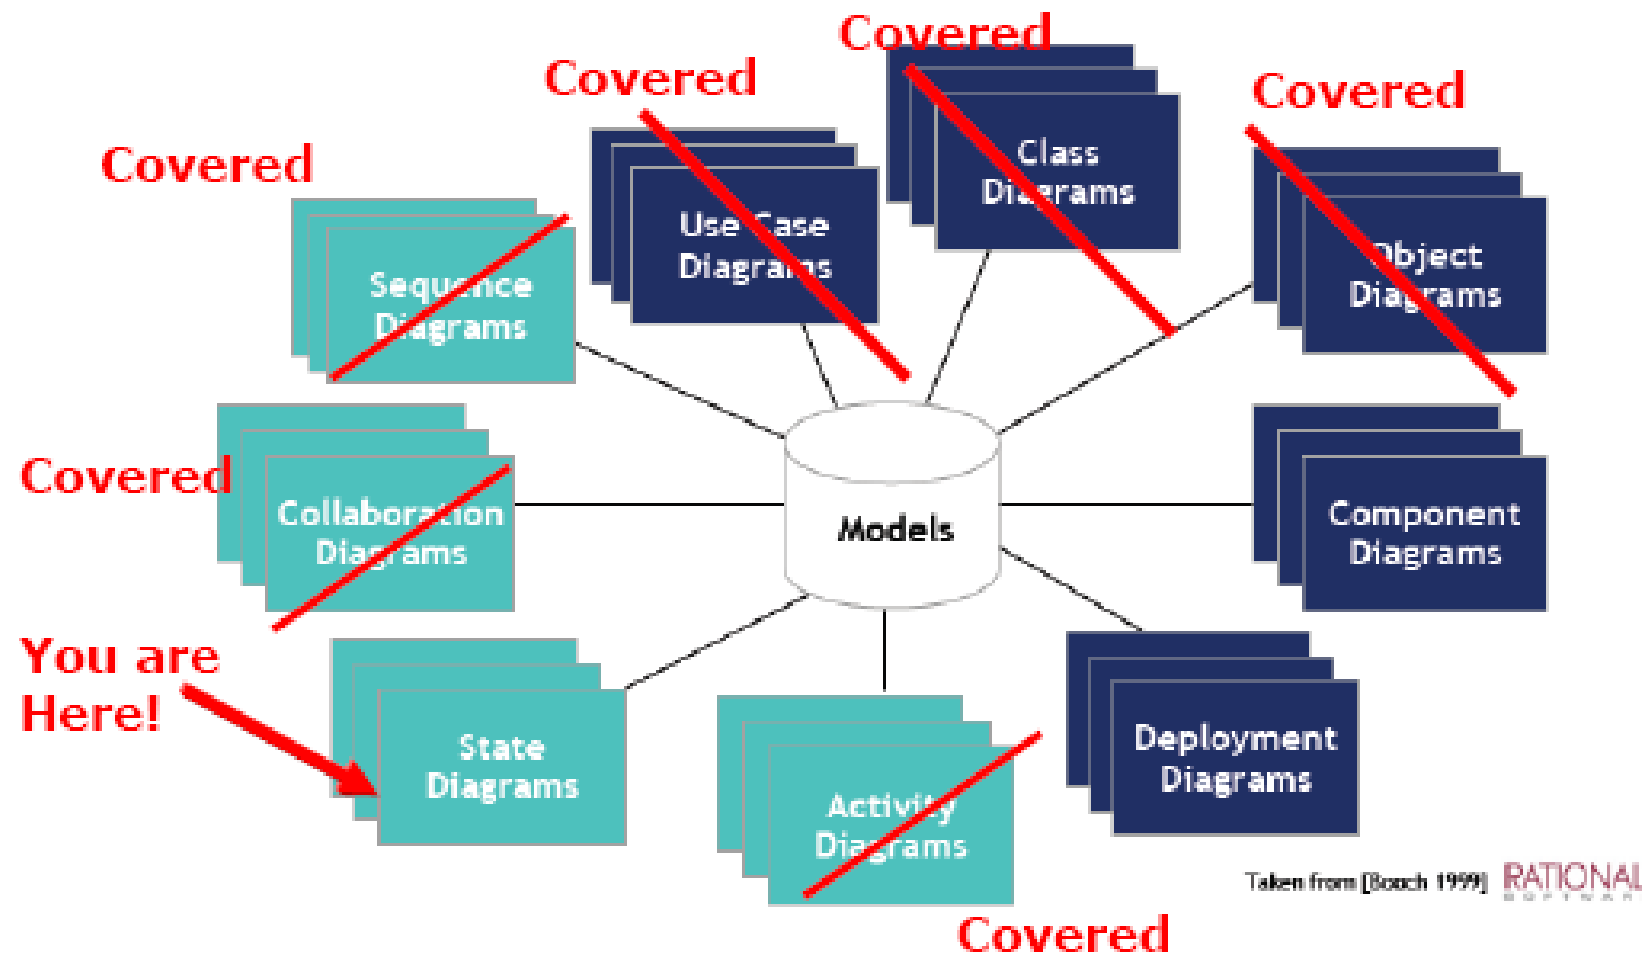 Covered
Covered
Covered
Covered
Class
Diagrams
Use Case
Diagrams
Object
Diagrams
Sequence
Diagrams
Covered
Collaboration
Diagrams
Models
Component
Diagrams
You are
Here!
State
Diagrams
Activity
Diagrams
Deployment
Diagrams
Taken from [Booch 1999]
RATIONAL
SOFTWARE
Covered